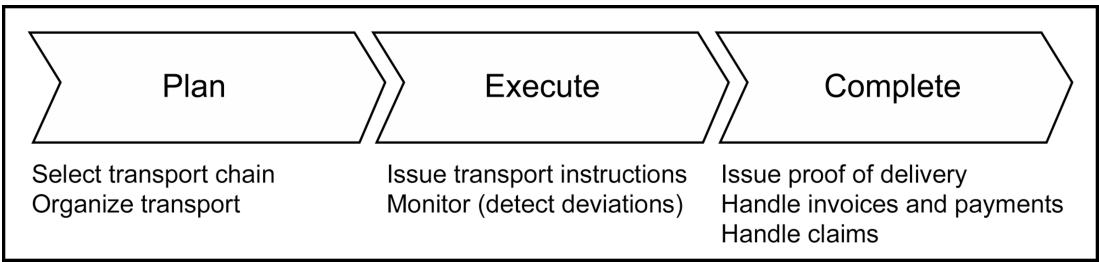 Plan
Select transport chain
Organize transport
Execute
Issue transport instructions
Monitor (detect deviations)
Complete
Issue proof of delivery
Handle invoices and payments
Handle claims